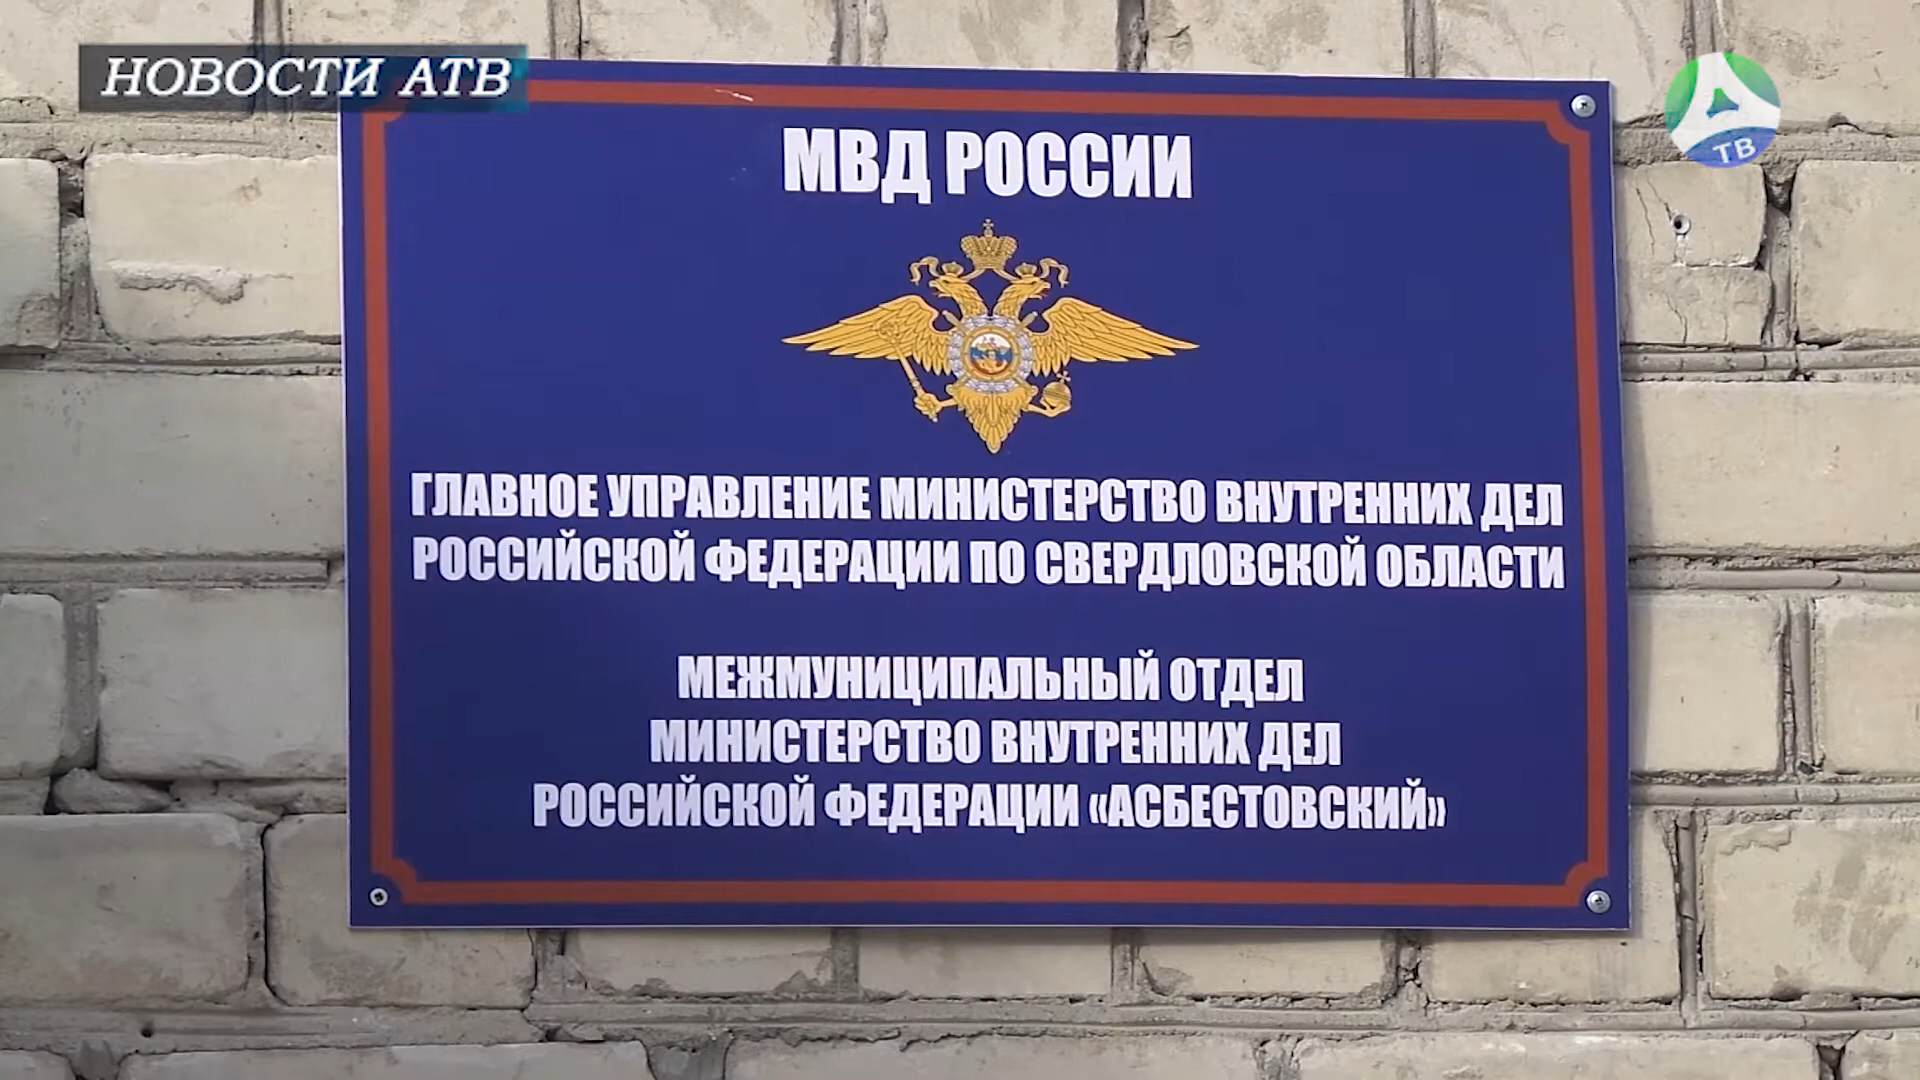 НОВОСТИ АТВ
ТВ
МВД РОССИИ
ГЛАВНОЕ УПРАВЛЕНИЕ МИНИСТЕРСТВО ВНУТРЕННИХ ДЕЛ
РОССИЙСКОЙ ФЕДЕРАЦИИ ПО СВЕРДЛОВСКОЙ ОБЛАСТИ
МЕЖМУНИЦИПАЛЬНЫЙ ОТДЕЛ
МИНИСТЕРСТВО ВНУТРЕННИХ ДЕЛ
РОССИЙСКОЙ ФЕДЕРАЦИИ «АСБЕСТОВСКИЙ»